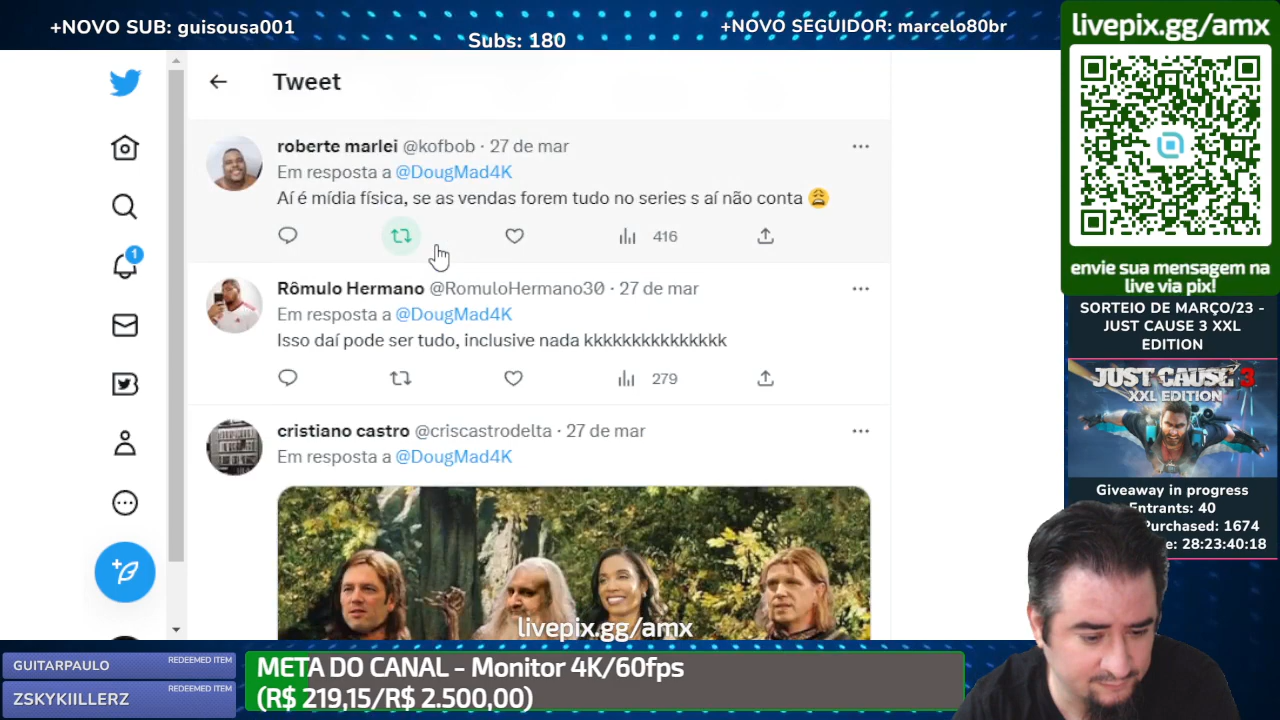 +NOVO SUB: guisousa001
Subs: 180
+NOVO SEGUIDOR: marcelo80br
livepix.gg/amx
Tweet
roberte marlei @kofbob · 27 de mar
Em resposta a @DougMad4K
Aí é mídia física, se as vendas forem tudo no series s aí não conta 😩
416
Rômulo Hermano @RomuloHermano30 · 27 de mar
Em resposta a @DougMad4K
Isso daí pode ser tudo, inclusive nada kkkkkkkkkkkkkkk
279
cristiano castro @criscastrodelta · 27 de mar
Em resposta a @DougMad4K
1
livepix.gg/amx
envie sua mensagem na
live via pix!
SORTEIO DE MARÇO/23 -
JUST CAUSE 3 XXL
EDITION
JUST CAUSE 3
XXL EDITION
Giveaway in progress
Entrants: 40
Purchased: 1674
28:23:40:18
GUITARPAULO REDEEMED ITEM
ZSKYKIILLERZ REDEEMED ITEM
META DO CANAL - Monitor 4K/60fps
(R$ 219,15/R$ 2.500,00)